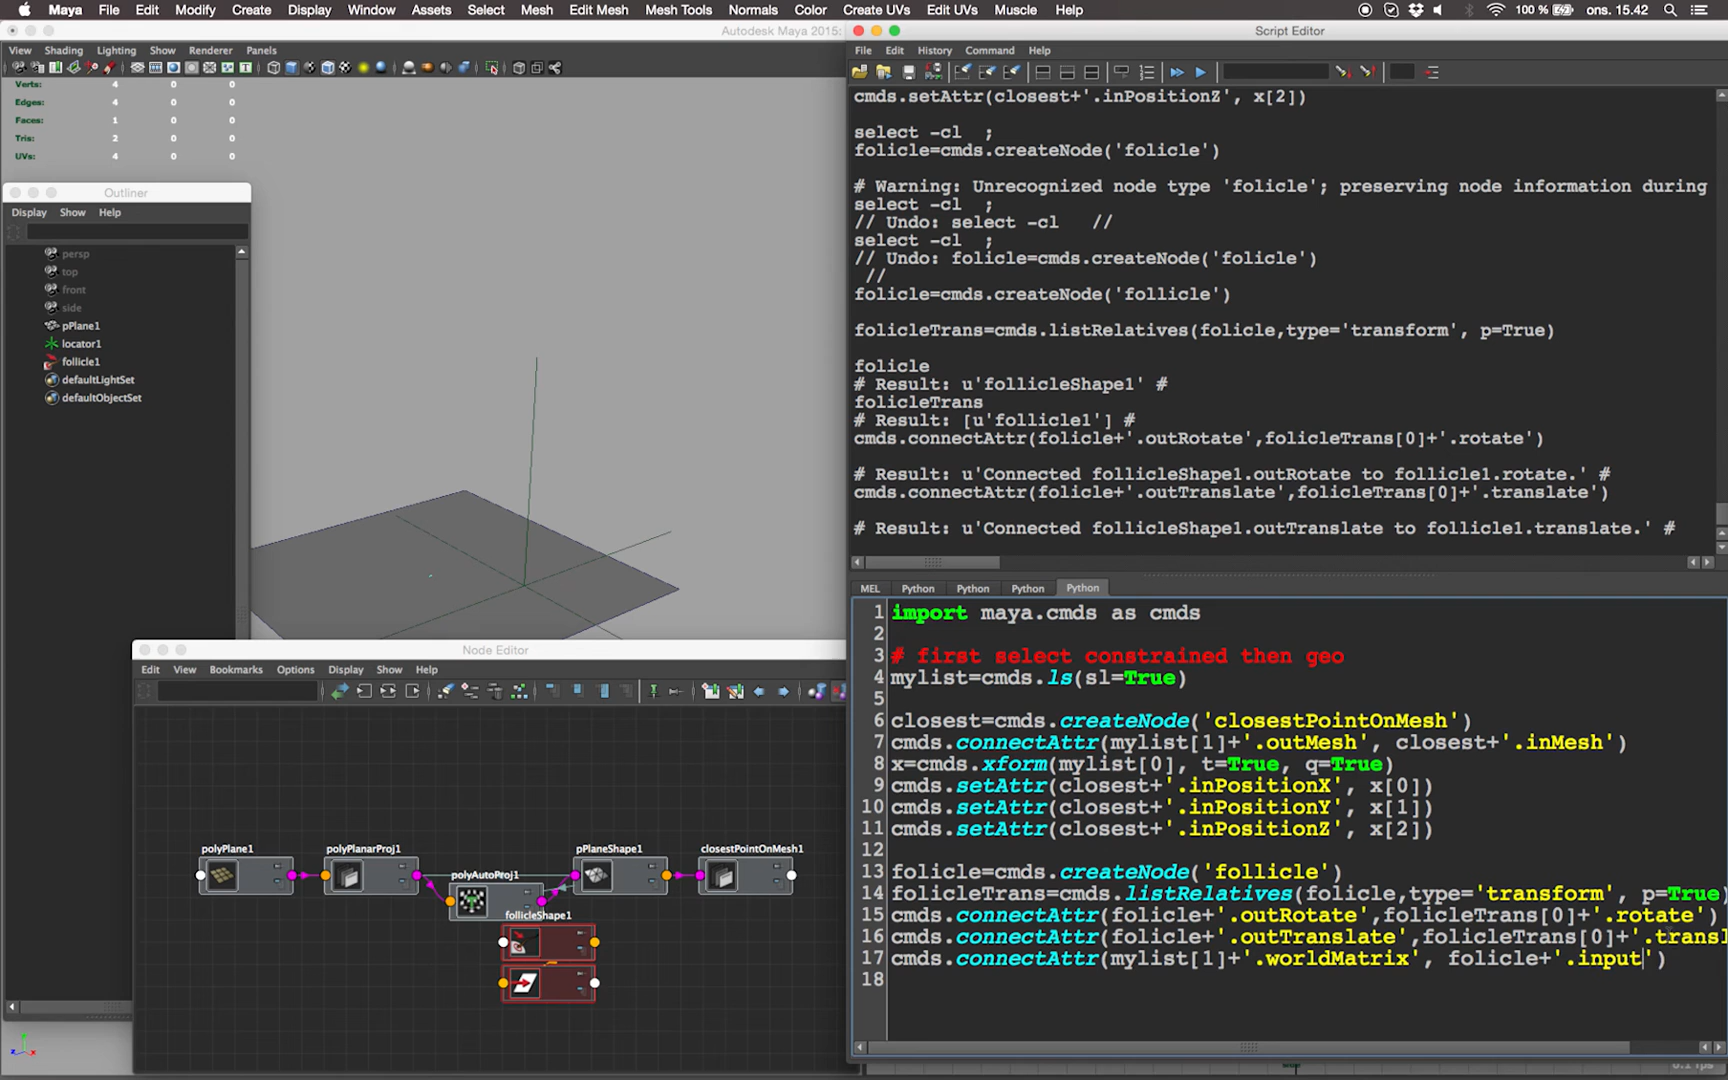 Maya File Edit Modify Create Display Window Assets Select Mesh Edit Mesh Mesh Tools Normals Color Create UVs Edit UVs Muscle Help 100 % ons. 15.42
Autodesk Maya 2015:
View Shading Lighting Show Renderer Panels
Verts: 4 0 0
Edges: 4 0 0
Faces: 1 0 0
Tris: 2 0 0
UVs: 4 0 0
Outliner
Display Show Help
persp
top
front
side
pPlane1
locator1
follicle1
defaultLightSet
defaultObjectSet
Node Editor
Edit View Bookmarks Options Display Show Help
polyPlane1
polyPlanarProj1
polyAutoProj1
pPlaneShape1
closestPointOnMesh1
follicleShape1
Script Editor
File Edit History Command Help
cmds.setAttr(closest+'.inPositionZ', x[2])
select -cl  ;
folicle=cmds.createNode('folicle')
# Warning: Unrecognized node type 'folicle'; preserving node information during
select -cl  ;
// Undo: select -cl   //
select -cl  ;
// Undo: folicle=cmds.createNode('folicle')
 //
folicle=cmds.createNode('follicle')
folicleTrans=cmds.listRelatives(folicle,type='transform', p=True)
folicle
# Result: u'follicleShape1' #
folicleTrans
# Result: [u'follicle1'] #
cmds.connectAttr(folicle+'.outRotate',folicleTrans[0]+'.rotate')
# Result: u'Connected follicleShape1.outRotate to follicle1.rotate.' #
cmds.connectAttr(folicle+'.outTranslate',folicleTrans[0]+'.translate')
# Result: u'Connected follicleShape1.outTranslate to follicle1.translate.' #
MEL Python Python Python Python
1 import maya.cmds as cmds
2
3 # first select constrained then geo
4 mylist=cmds.ls(sl=True)
5
6 closest=cmds.createNode('closestPointOnMesh')
7 cmds.connectAttr(mylist[1]+'.outMesh', closest+'.inMesh')
8 x=cmds.xform(mylist[0], t=True, q=True)
9 cmds.setAttr(closest+'.inPositionX', x[0])
10 cmds.setAttr(closest+'.inPositionY', x[1])
11 cmds.setAttr(closest+'.inPositionZ', x[2])
12
13 folicle=cmds.createNode('follicle')
14 folicleTrans=cmds.listRelatives(folicle,type='transform', p=True)
15 cmds.connectAttr(folicle+'.outRotate',folicleTrans[0]+'.rotate')
16 cmds.connectAttr(folicle+'.outTranslate',folicleTrans[0]+'.transl
17 cmds.connectAttr(mylist[1]+'.worldMatrix', folicle+'.input')
18